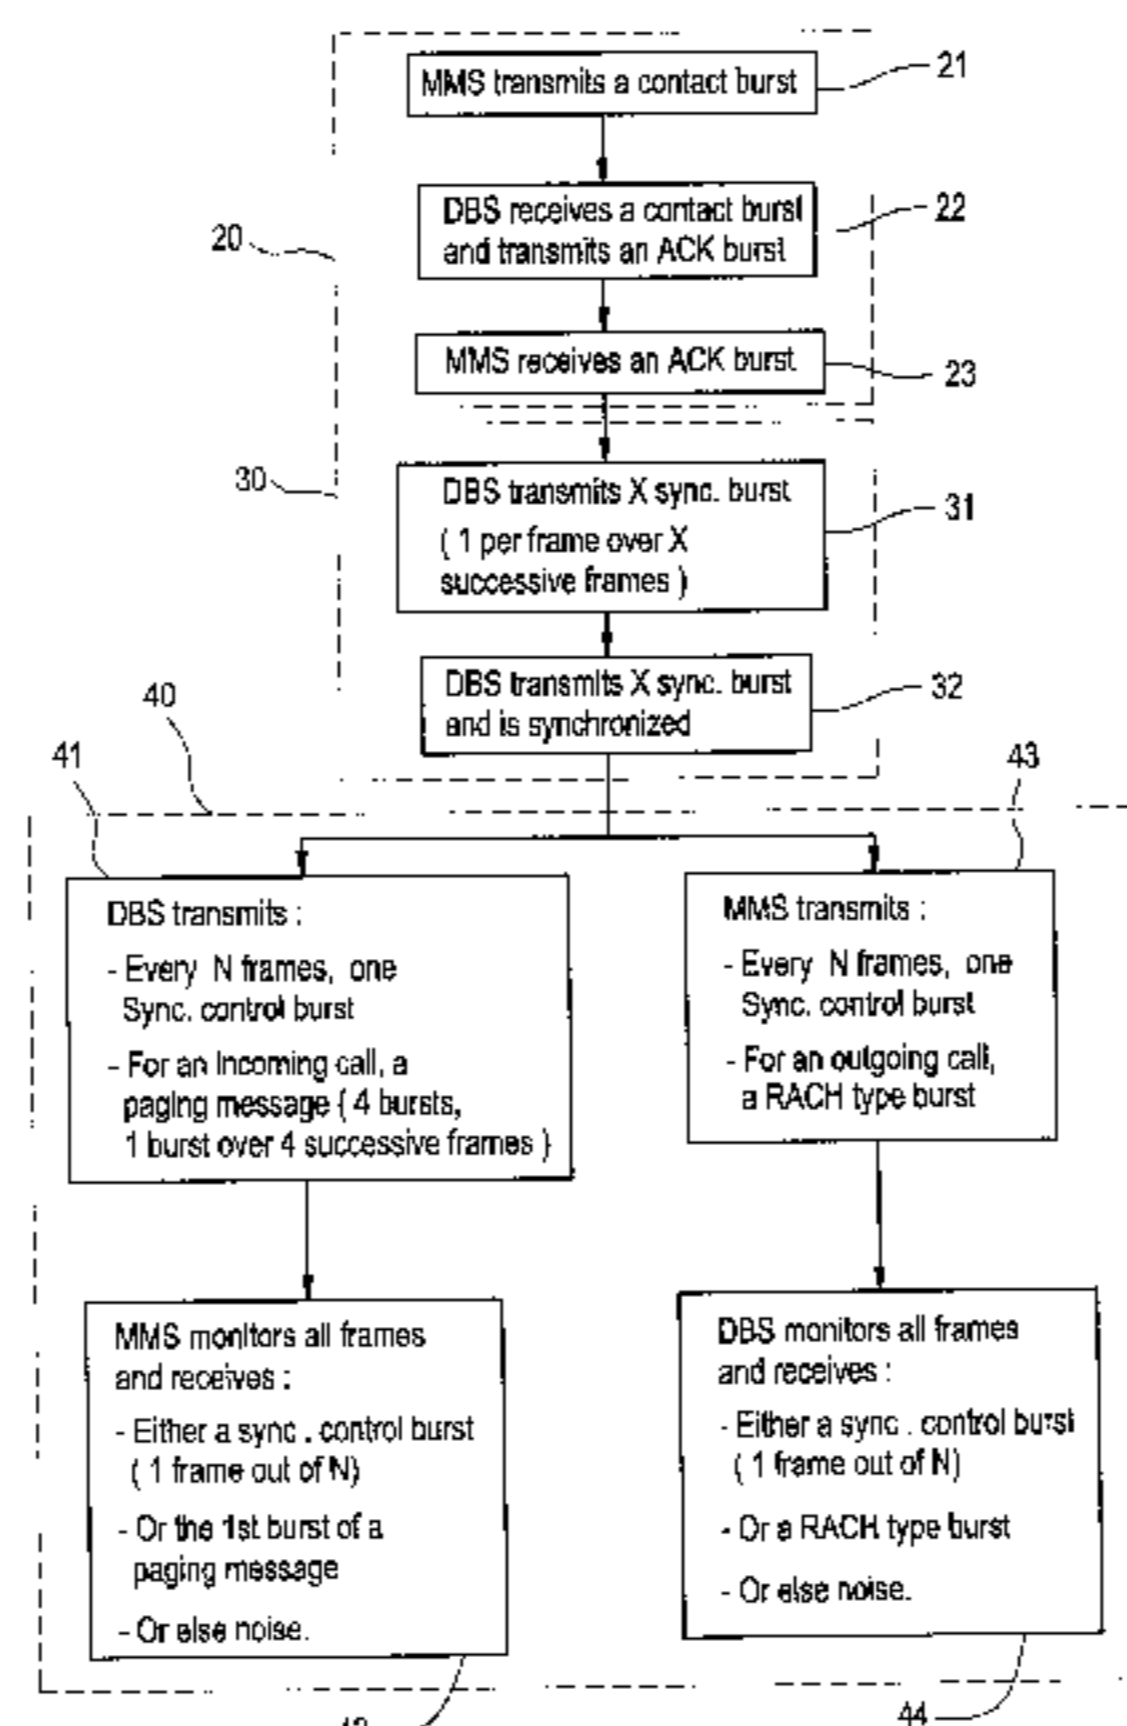 MMS transmits a contact burst
21
DBS receives a contact burst
and transmits an ACK burst
22
20
MMS receives an ACK burst
23
30
DBS transmits X sync. burst
( 1 per frame over X
successive frames )
31
DBS transmits X sync. burst
and is synchronized
32
40
41
43
DBS transmits :
- Every N frames, one
Sync. control burst
- For an Incoming call, a
paging message ( 4 bursts,
1 burst over 4 successive frames )
MMS transmits :
- Every N frames, one
Sync. control burst
- For an outgoing call,
a RACH type burst
MMS monitors all frames
and receives :
- Either a sync . control burst
( 1 frame out of N)
- Or the 1st burst of a
paging message
- Or else noise.
DBS monitors all frames
and receives :
- Either a sync . control burst
( 1 frame out of N)
- Or a RACH type burst
- Or else noise.
44